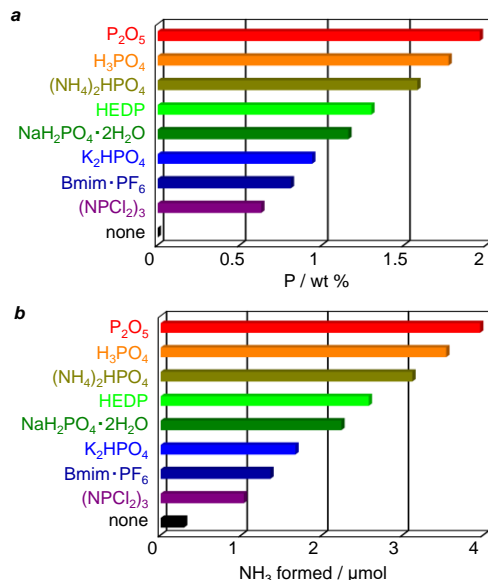 a
P₂O₅
H₃PO₄
(NH₄)₂HPO₄
HEDP
NaH₂PO₄･2H₂O
K₂HPO₄
Bmim･PF₆
(NPCl₂)₃
none
0 0.5 1 1.5 2
P / wt %
b
P₂O₅
H₃PO₄
(NH₄)₂HPO₄
HEDP
NaH₂PO₄･2H₂O
K₂HPO₄
Bmim･PF₆
(NPCl₂)₃
none
0 1 2 3 4
NH₃ formed / μmol